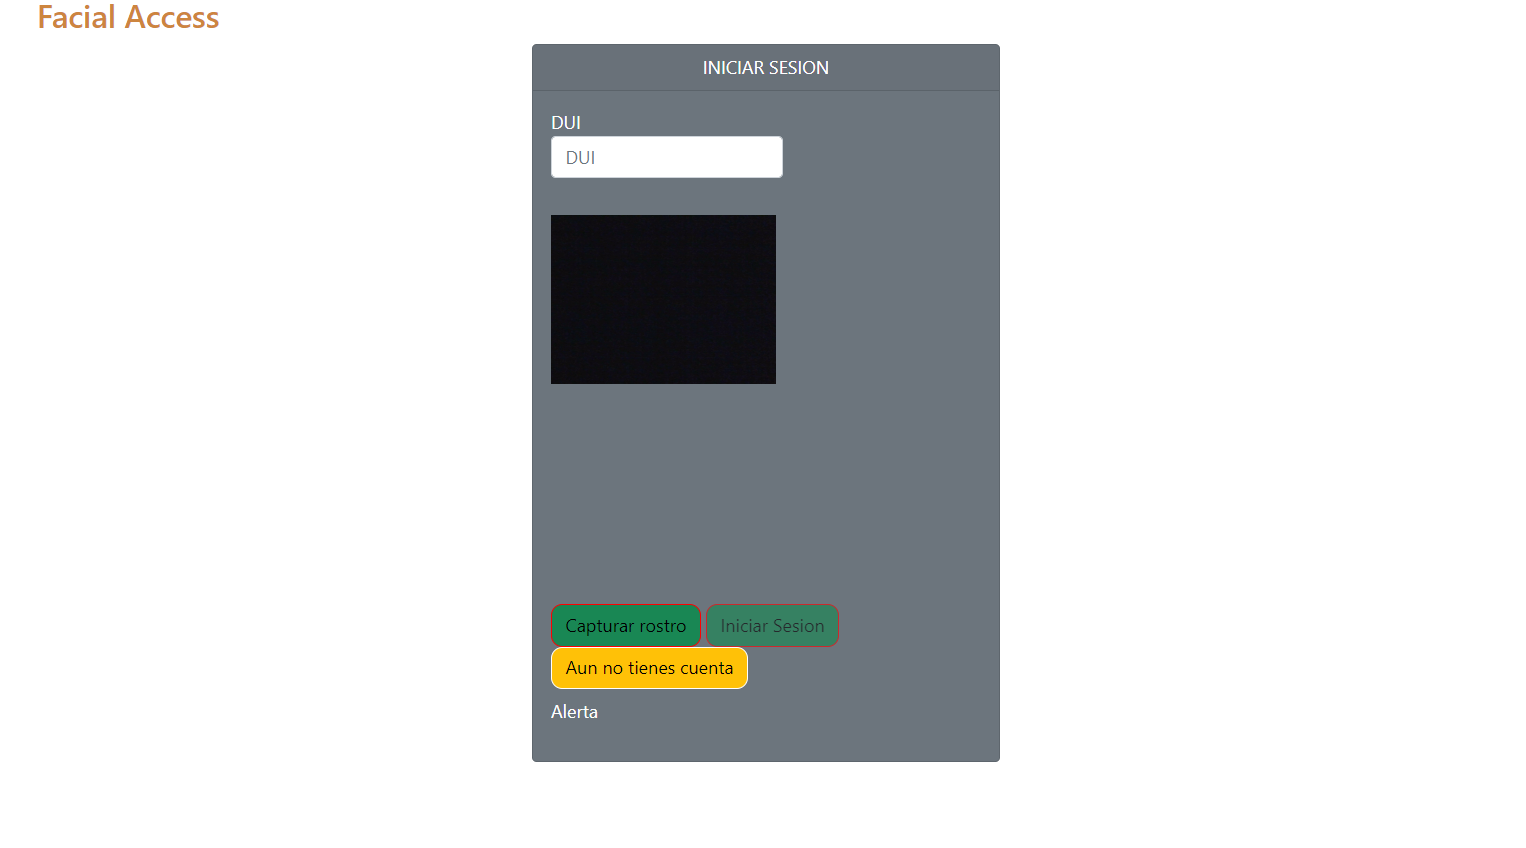 Facial Access
INICIAR SESION
DUI
DUI
Capturar rostro Iniciar Sesion
Aun no tienes cuenta
Alerta